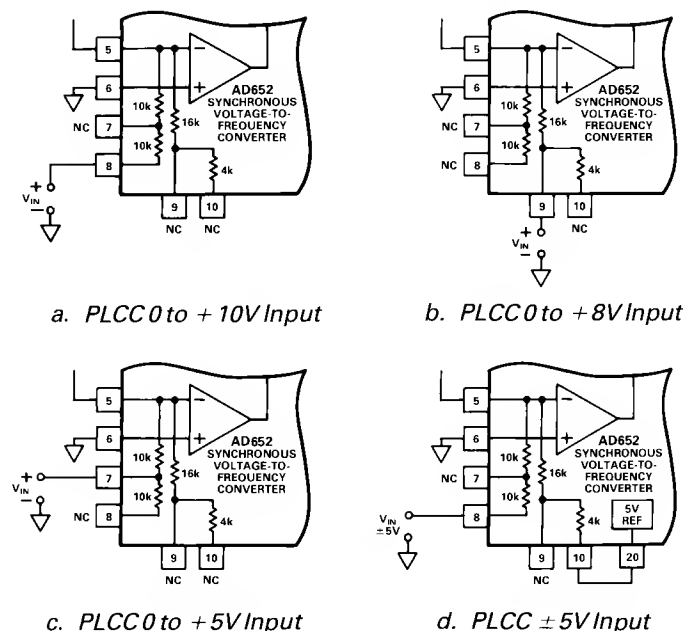 5
6
NC 7
8
10k
10k
16k
4k
AD652
SYNCHRONOUS
VOLTAGE-TO-
FREQUENCY
CONVERTER
+
VIN
−
9 10
NC NC
a. PLCC 0 to +10V Input
5
6
NC 7
NC 8
10k
10k
16k
4k
AD652
SYNCHRONOUS
VOLTAGE-TO-
FREQUENCY
CONVERTER
9 10
NC
+
VIN
−
b. PLCC 0 to +8V Input
5
6
7
NC 8
10k
10k
16k
4k
AD652
SYNCHRONOUS
VOLTAGE-TO-
FREQUENCY
CONVERTER
+
VIN
−
9 10
NC NC
c. PLCC 0 to +5V Input
5
6
NC 7
8
10k
10k
16k
4k
AD652
SYNCHRONOUS
VOLTAGE-TO-
FREQUENCY
CONVERTER
5V
REF
VIN
±5V
9 10 20
NC
d. PLCC ±5V Input